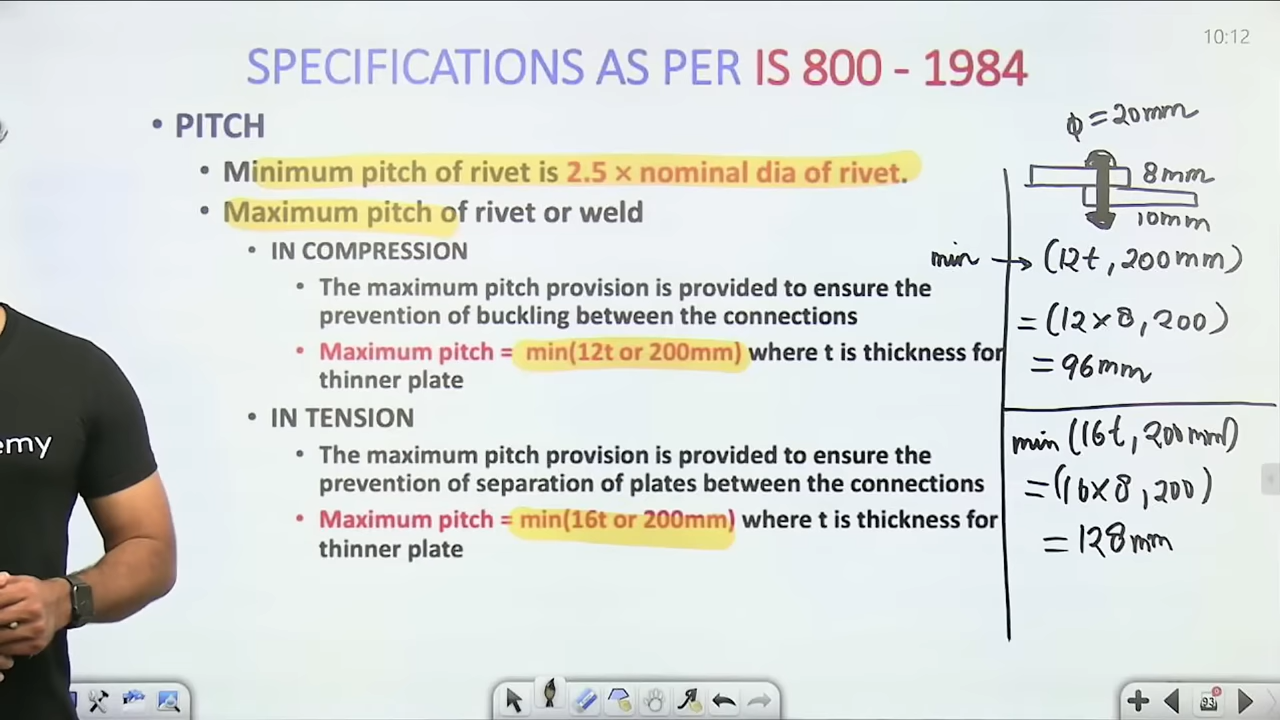 10:12
SPECIFICATIONS AS PER IS 800 - 1984
• PITCH
• Minimum pitch of rivet is 2.5 × nominal dia of rivet.
• Maximum pitch of rivet or weld
• IN COMPRESSION
• The maximum pitch provision is provided to ensure the
prevention of buckling between the connections
• Maximum pitch = min(12t or 200mm) where t is thickness for
thinner plate
• IN TENSION
• The maximum pitch provision is provided to ensure the
prevention of separation of plates between the connections
• Maximum pitch = min(16t or 200mm) where t is thickness for
thinner plate
ϕ = 20mm
8mm
10mm
min → (12t, 200mm)
= (12×8, 200)
= 96mm
min (16t, 200mm)
= (16×8, 200)
= 128mm
emy
93